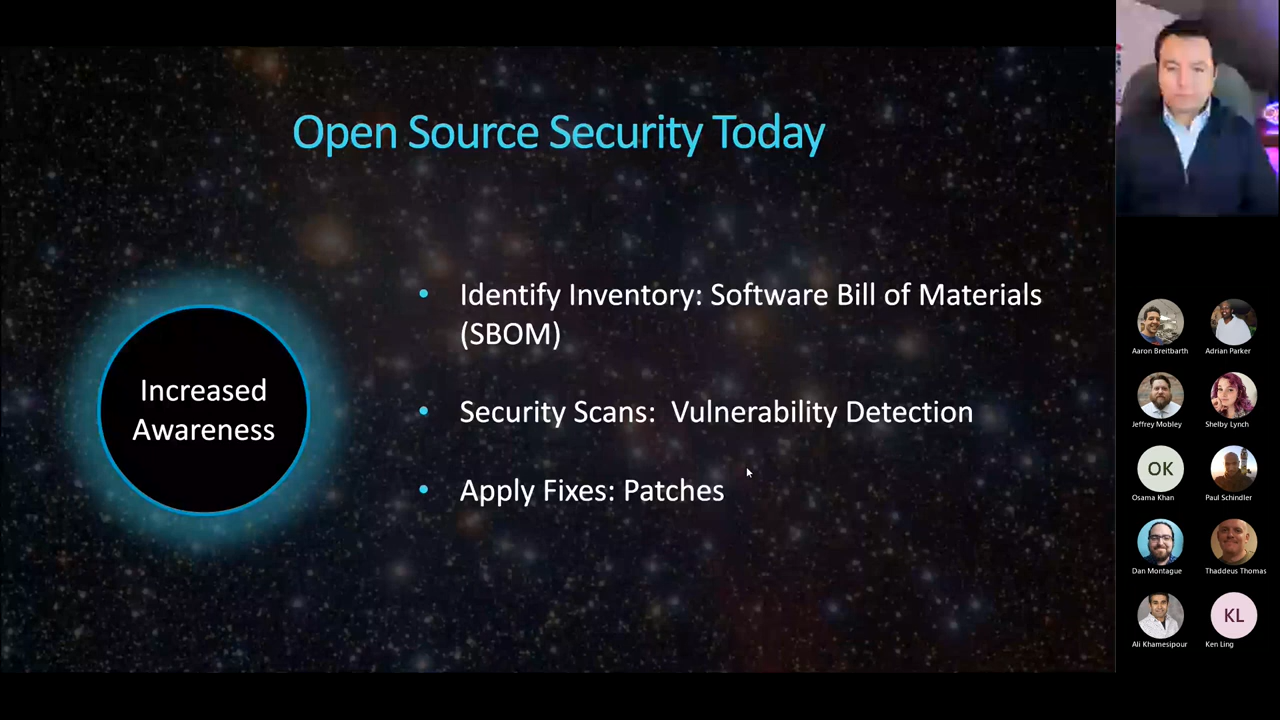 Open Source Security Today
Increased
Awareness
• Identify Inventory: Software Bill of Materials
(SBOM)
• Security Scans: Vulnerability Detection
• Apply Fixes: Patches
Aaron Breitbarth
Adrian Parker
Jeffrey Mobley
Shelby Lynch
OK
Osama Khan
Paul Schindler
Dan Montague
Thaddeus Thomas
Ali Khamesipour
KL
Ken Ling